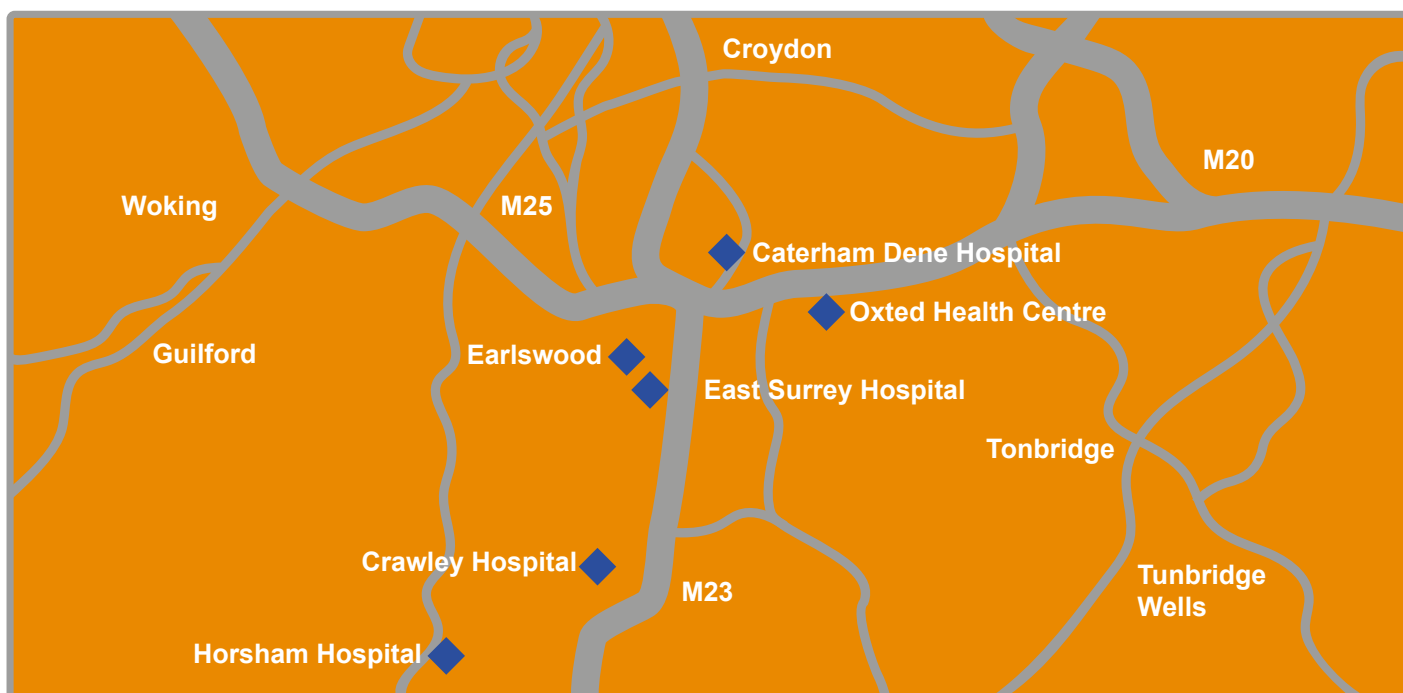 Croydon
M20
Woking
M25
Caterham Dene Hospital
Oxted Health Centre
Guilford
Earlswood
East Surrey Hospital
Tonbridge
Crawley Hospital
M23
Tunbridge
Wells
Horsham Hospital